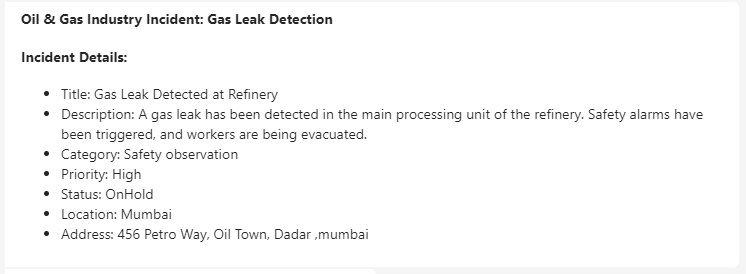 Oil & Gas Industry Incident: Gas Leak Detection
Incident Details:
• Title: Gas Leak Detected at Refinery
• Description: A gas leak has been detected in the main processing unit of the refinery. Safety alarms have
been triggered, and workers are being evacuated.
• Category: Safety observation
• Priority: High
• Status: OnHold
• Location: Mumbai
• Address: 456 Petro Way, Oil Town, Dadar ,mumbai